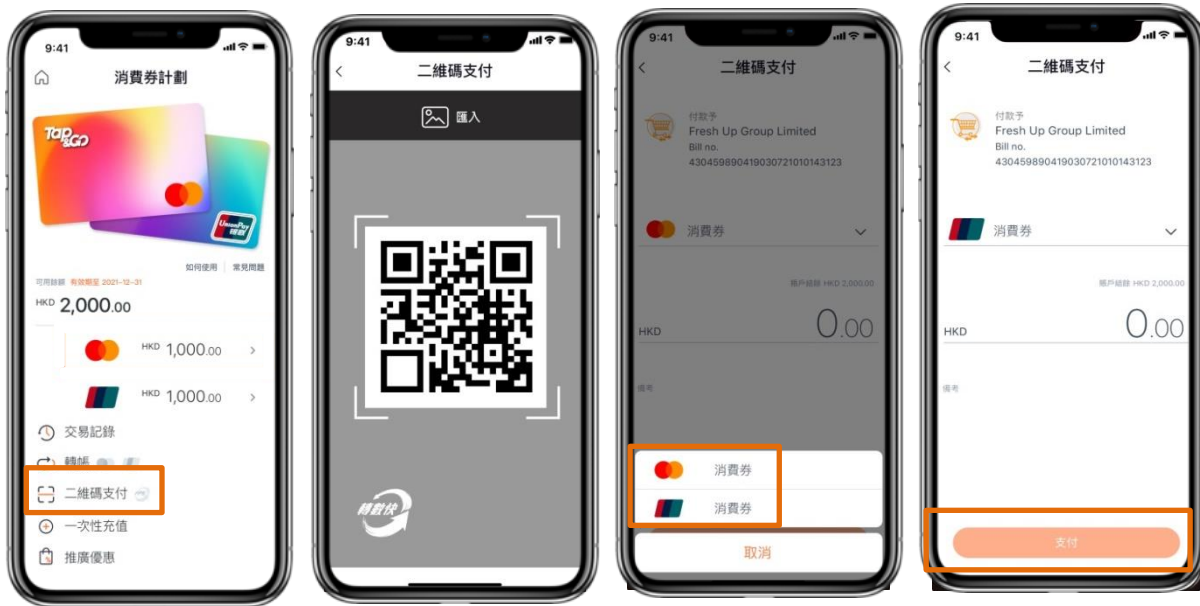 9:41
消費券計劃
Tap
&GO
UnionPay
银联
如何使用 | 常見問題
可用餘額 有效期至 2021-12-31
HKD 2,000.00
HKD 1,000.00
HKD 1,000.00
交易記錄
轉帳
二維碼支付
一次性充值
推廣優惠
9:41
二維碼支付
匯入
轉數快
9:41
二維碼支付
付款予
Fresh Up Group Limited
Bill no.
430459890419030721010143123
消費券
賬戶結餘 HKD 2,000.00
HKD 0.00
備考
消費券
消費券
取消
9:41
二維碼支付
付款予
Fresh Up Group Limited
Bill no.
430459890419030721010143123
消費券
賬戶結餘 HKD 2,000.00
HKD 0.00
備考
支付